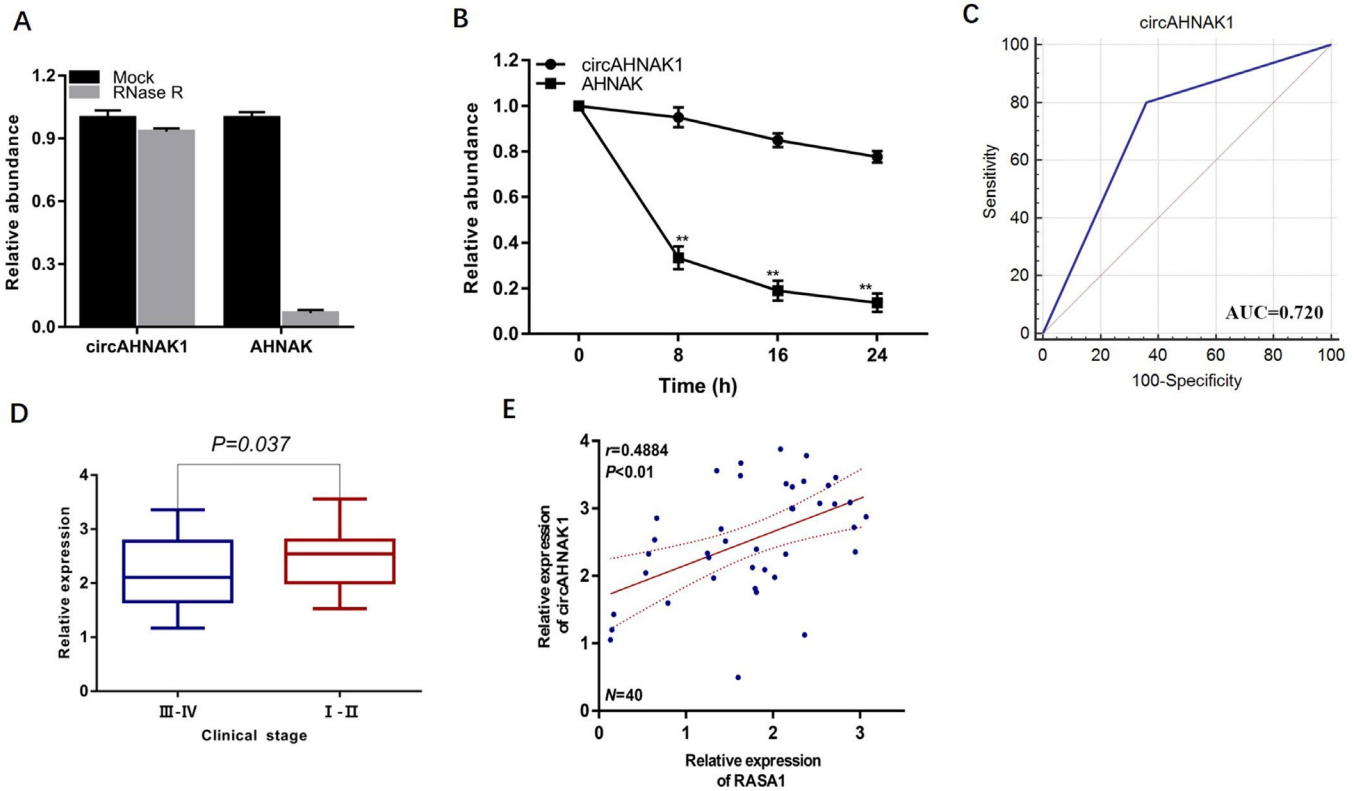 A
Mock
RNase R
1.2
0.9
0.6
0.3
0.0
Relative abundance
circAHNAK1 AHNAK
B
circAHNAK1
AHNAK
1.2
1.0
0.8
0.6
0.4
0.2
0.0
Relative abundance
** ** **
0 8 16 24
Time (h)
C
circAHNAK1
100
80
60
40
20
0
Sensitivity
AUC=0.720
0 20 40 60 80 100
100-Specificity
D
P=0.037
4
3
2
1
0
Relative expression
Ⅲ-Ⅳ Ⅰ-Ⅱ
Clinical stage
E
r=0.4884
P<0.01
4
3
2
1
0
Relative expression
of circAHNAK1
N=40
0 1 2 3
Relative expression
of RASA1